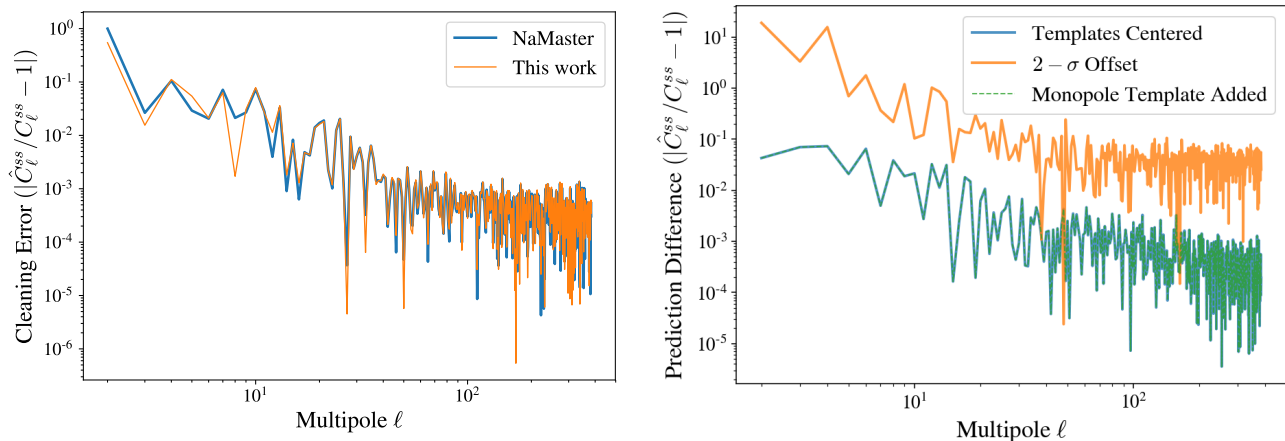 Cleaning Error (|Ĉ_ℓ^{ss}/C_ℓ^{ss} − 1|)
10^0
10^{-1}
10^{-2}
10^{-3}
10^{-4}
10^{-5}
10^{-6}
NaMaster
This work
10^1
10^2
Multipole ℓ
Prediction Difference (|Ĉ_ℓ^{ss}/C_ℓ^{ss} − 1|)
10^1
10^0
10^{-1}
10^{-2}
10^{-3}
10^{-4}
10^{-5}
Templates Centered
2 − σ Offset
Monopole Template Added
10^1
10^2
Multipole ℓ